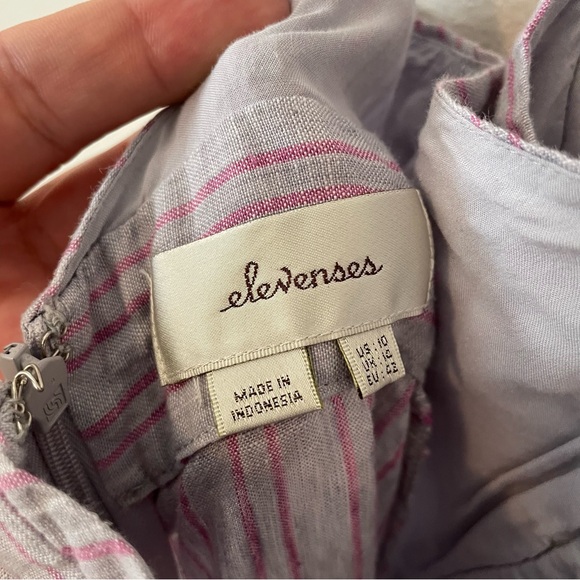 elevenses
MADE IN
INDONESIA
US : 10
UK : 14
EU : 42